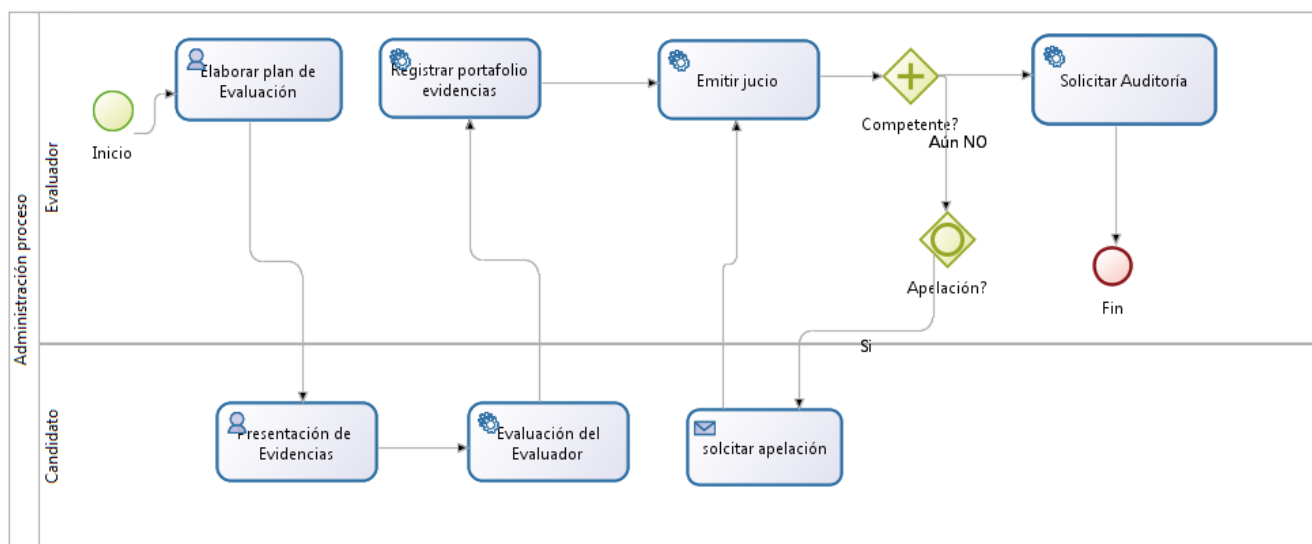 Administración proceso
Evaluador
Inicio
Elaborar plan de
Evaluación
Registrar portafolio
evidencias
Emitir jucio
Competente?
Aún NO
Solicitar Auditoría
Apelación?
Fin
Si
Candidato
Presentación de
Evidencias
Evaluación del
Evaluador
solcitar apelación